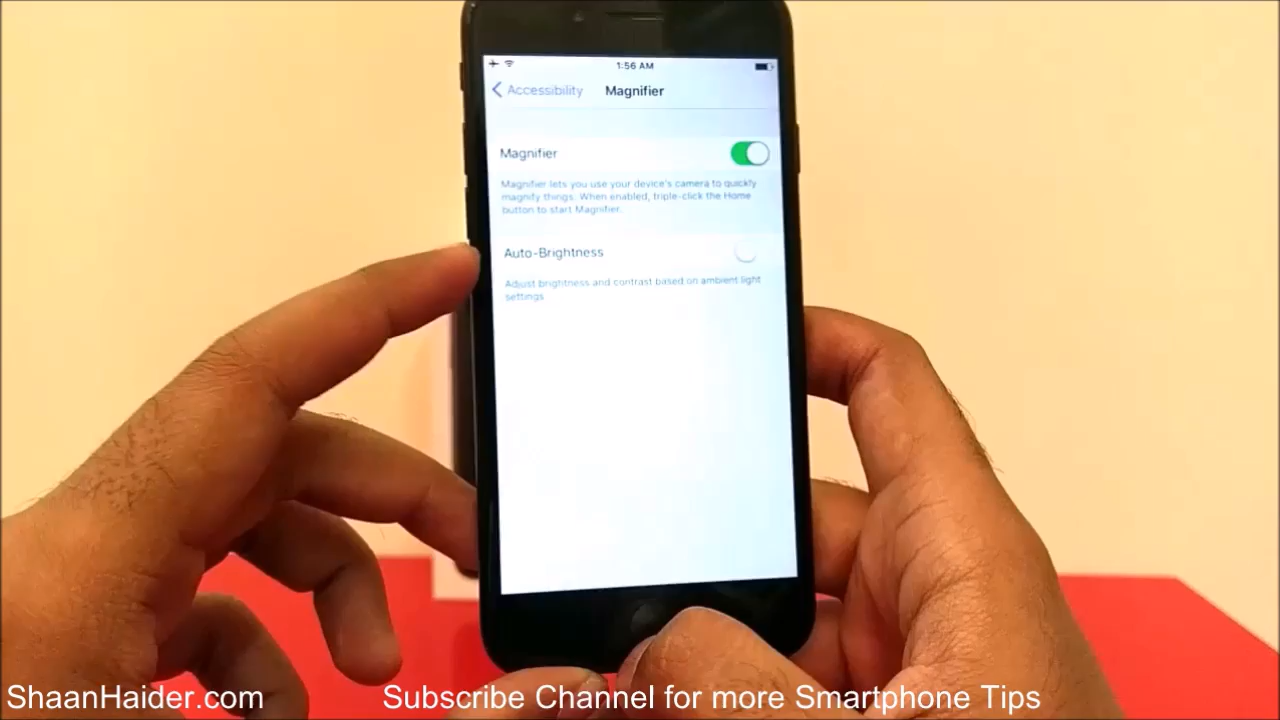 1:56 AM
Accessibility Magnifier
Magnifier
Magnifier lets you use your device's camera to quickly
magnify things. When enabled, triple-click the Home
button to start Magnifier.
Auto-Brightness
Adjust brightness and contrast based on ambient light
settings
ShaanHaider.com Subscribe Channel for more Smartphone Tips